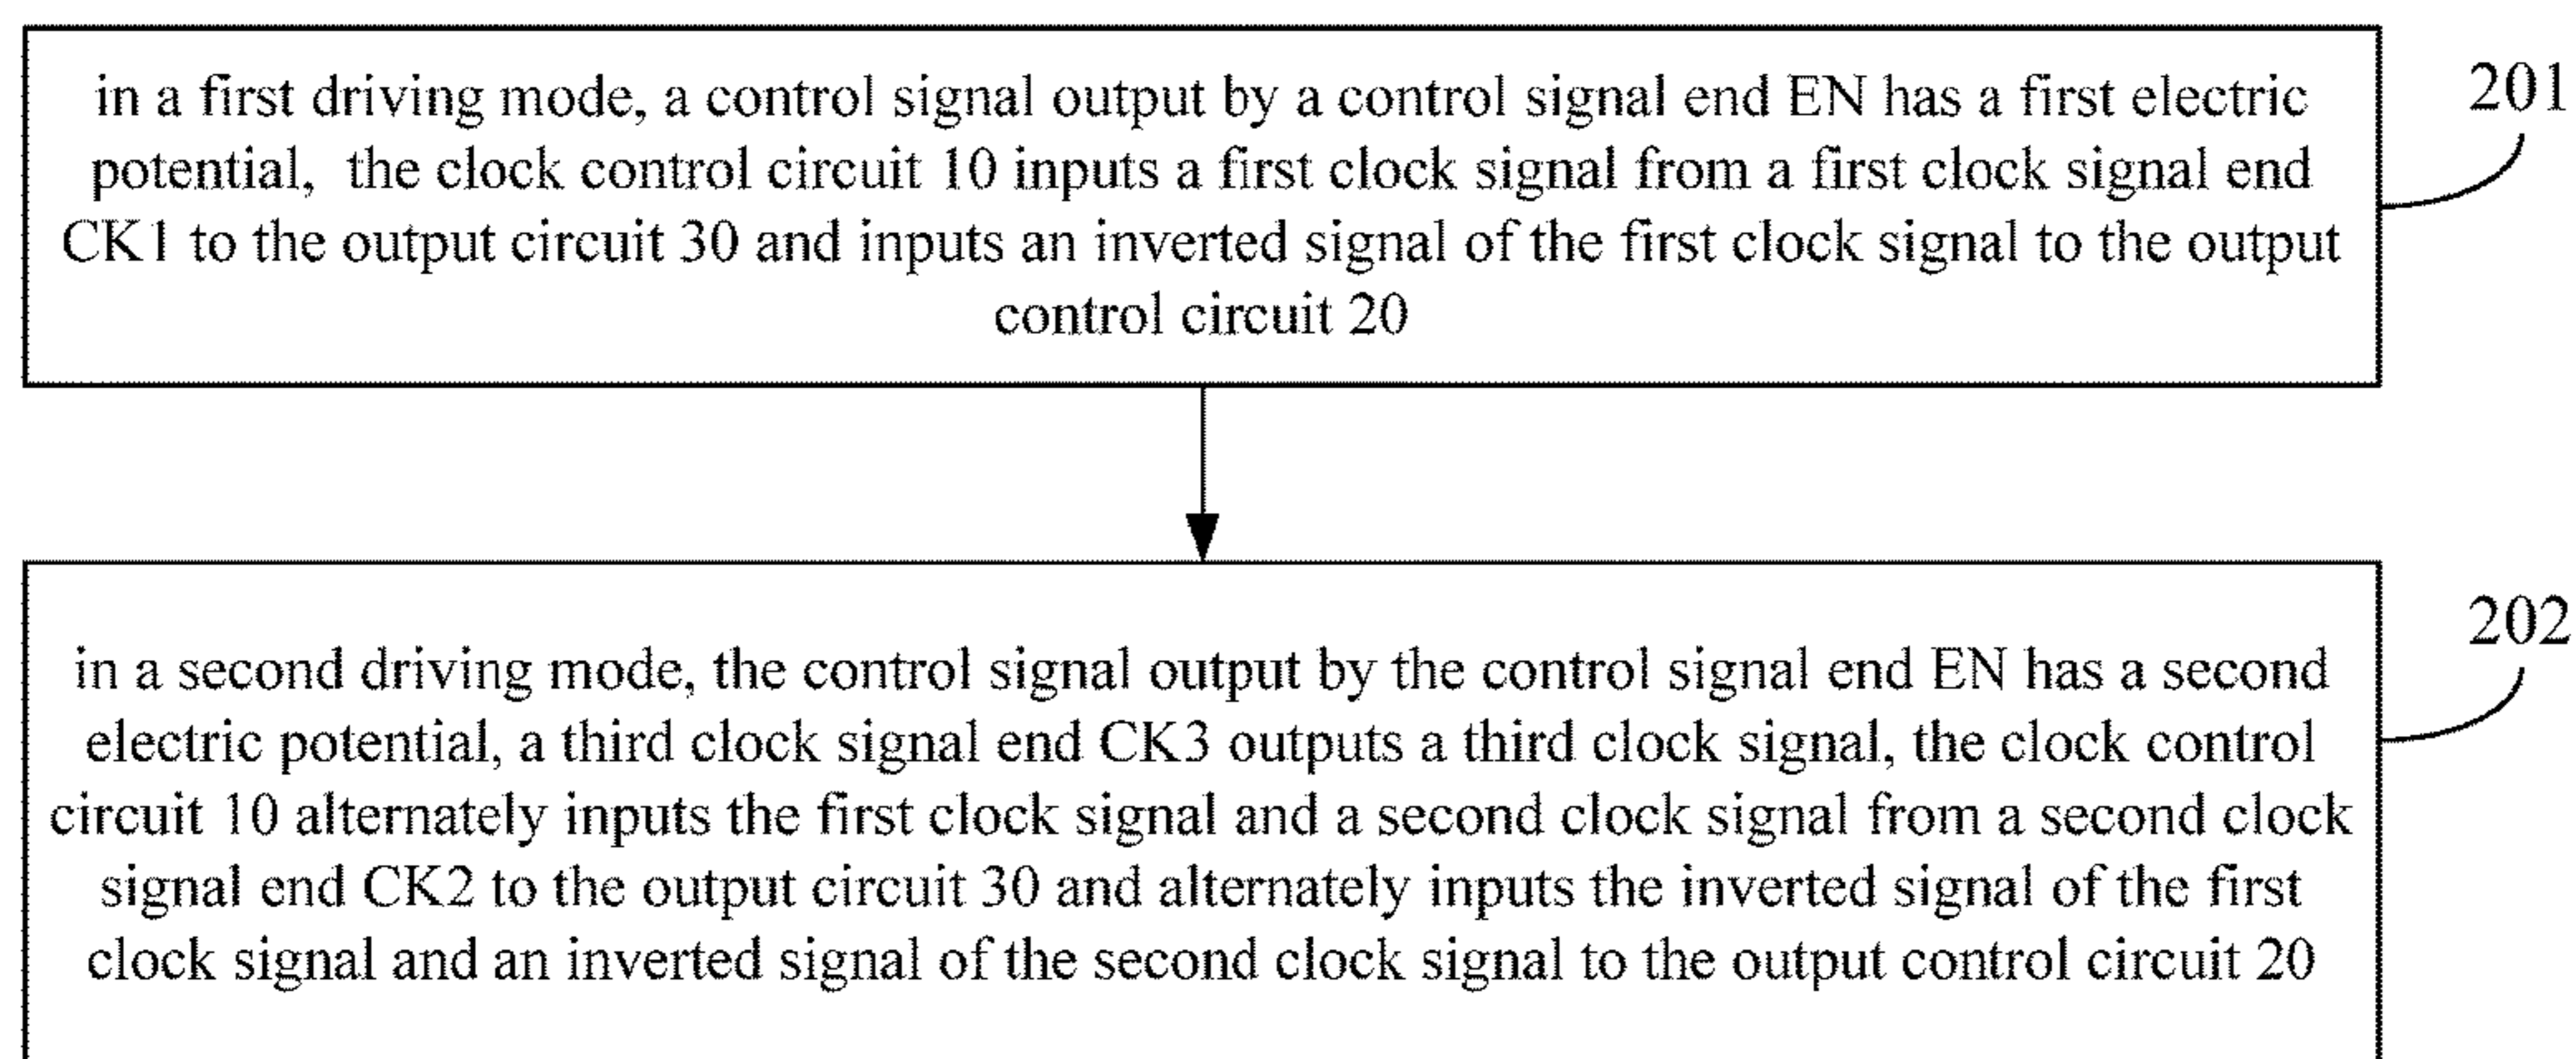 in a first driving mode, a control signal output by a control signal end EN has a first electric
potential, the clock control circuit 10 inputs a first clock signal from a first clock signal end
CK1 to the output circuit 30 and inputs an inverted signal of the first clock signal to the output
control circuit 20
201
in a second driving mode, the control signal output by the control signal end EN has a second
electric potential, a third clock signal end CK3 outputs a third clock signal, the clock control
circuit 10 alternately inputs the first clock signal and a second clock signal from a second clock
signal end CK2 to the output circuit 30 and alternately inputs the inverted signal of the first
clock signal and an inverted signal of the second clock signal to the output control circuit 20
202